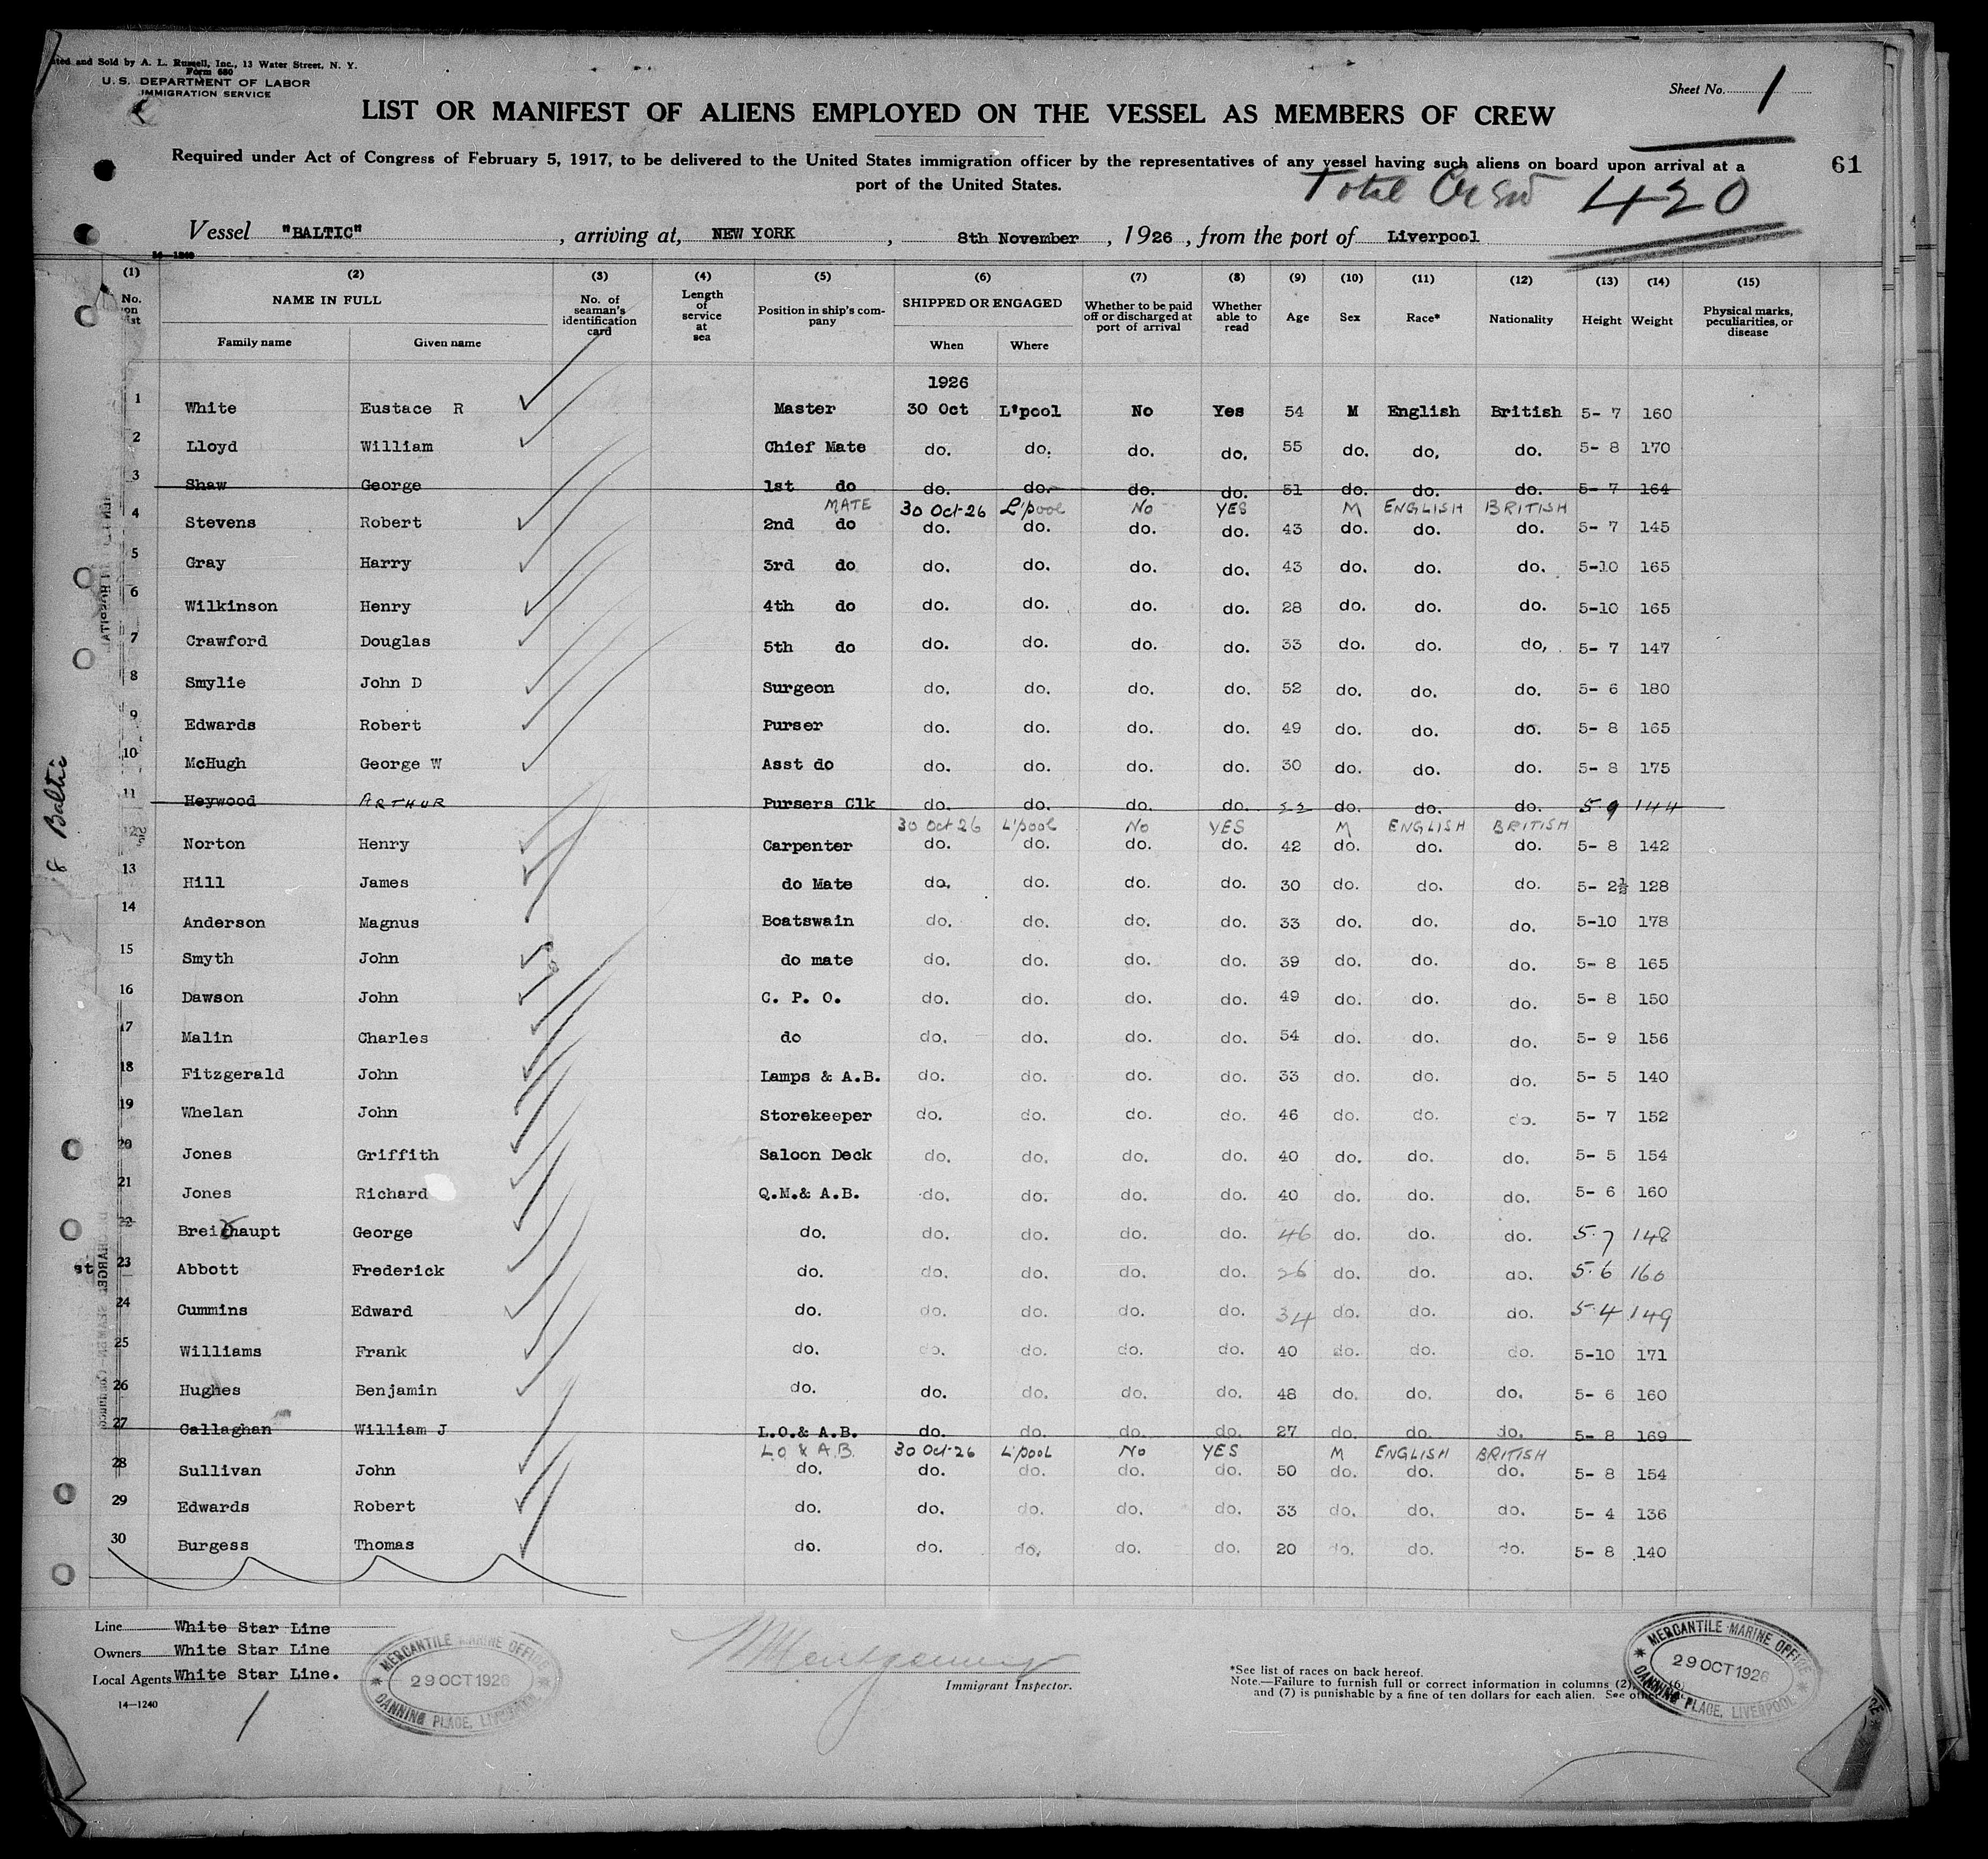 ted and Sold by A. L. Russell, Inc., 13 Water Street, N. Y.
Form 680
U. S. DEPARTMENT OF LABOR
IMMIGRATION SERVICE
Sheet No. 1
LIST OR MANIFEST OF ALIENS EMPLOYED ON THE VESSEL AS MEMBERS OF CREW
Required under Act of Congress of February 5, 1917, to be delivered to the United States immigration officer by the representatives of any vessel having such aliens on board upon arrival at a
port of the United States.
61
Total Crew 420
Vessel "BALTIC", arriving at, NEW YORK, 8th November, 1926, from the port of Liverpool
14-1240
(1) (2) (3) (4) (5) (6) (7) (8) (9) (10) (11) (12) (13) (14) (15)
No. on list NAME IN FULL Family name Given name No. of seaman's identification card Length of service at sea Position in ship's company SHIPPED OR ENGAGED When Where Whether to be paid off or discharged at port of arrival Whether able to read Age Sex Race* Nationality Height Weight Physical marks, peculiarities, or disease
1926
1 White Eustace R Master 30 Oct L'pool No Yes 54 M English British 5- 7 160
2 Lloyd William Chief Mate do. do. do. do. 55 do. do. do. 5- 8 170
3 Shaw George 1st do do. do. do. do. 51 do. do. do. 5- 7 164
MATE 30 Oct-26 L'pool No YES M ENGLISH BRITISH
4 Stevens Robert 2nd do do. do. do. do. 43 do. do. do. 5- 7 145
5 Gray Harry 3rd do do. do. do. do. 43 do. do. do. 5-10 165
6 Wilkinson Henry 4th do do. do. do. do. 28 do. do. do. 5-10 165
7 Crawford Douglas 5th do do. do. do. do. 33 do. do. do, 5- 7 147
8 Smylie John D Surgeon do. do. do. do. 52 do. do. do. 5- 6 180
9 Edwards Robert Purser do. do. do. do. 49 do. do. do. 5- 8 165
10 McHugh George W Asst do do. do. do. do. 30 do. do. do. 5- 8 175
11 Heywood ARTHUR Pursers Clk do. do. do. do. 22 do. do. do. 5.9 144
30 Oct 26 L'pool No YES M ENGLISH BRITISH
12 Norton Henry Carpenter do. do. do. do. 42 do. do. do. 5- 8 142
13 Hill James do Mate do. do. do. do. 30 do. do. do. 5- 2½ 128
14 Anderson Magnus Boatswain do. do. do. do. 33 do. do. do. 5-10 178
15 Smyth John do mate do. do. do. do. 39 do. do. do. 5- 8 165
16 Dawson John C. P. O. do. do. do. do. 49 do. do. do. 5- 8 150
17 Malin Charles do do. do. do. do. 54 do. do. do. 5- 9 156
18 Fitzgerald John Lamps & A.B. do. do. do. do. 33 do. do. do. 5- 5 140
19 Whelan John Storekeeper do. do. do. do. 46 do. do. do. 5- 7 152
20 Jones Griffith Saloon Deck do. do. do. do. 40 do. do. do. 5- 5 154
21 Jones Richard Q.M.& A.B. do. do. do. do. 40 do. do. do. 5- 6 160
22 Breithaupt George do. do. do. do. do. 46 do. do. do. 5.7 148
st 23 Abbott Frederick do. do. do. do. do. 26 do. do. do. 5.6 160
24 Cummins Edward do. do. do. do. do. 34 do. do. do. 5.4 149
25 Williams Frank do. do. do. do. do. 40 do. do. do. 5-10 171
26 Hughes Benjamin do. do. do. do. do. 48 do. do. do. 5- 6 160
27 Callaghan William J L.O.& A.B. do. do. do. do. 27 do. do. do. 5- 8 169
LO & A.B. 30 Oct-26 L'pool No YES M ENGLISH BRITISH
28 Sullivan John do. do. do. do. do. 50 do. do. do. 5- 8 154
29 Edwards Robert do. do. do. do. do. 33 do. do. do. 5- 4 136
30 Burgess Thomas do. do. do. do. do. 20 do. do. do. 5- 8 140
8 Baltic
Line White Star Line
Owners White Star Line
Local Agents White Star Line.
14—1240
1
MERCANTILE MARINE OFFICE
29 OCT 1926
CANNING PLACE, LIVERPOOL
Montgomery
Immigrant Inspector.
*See list of races on back hereof.
Note.—Failure to furnish full or correct information in columns (2), (6)
and (7) is punishable by a fine of ten dollars for each alien. See other
MERCANTILE MARINE OFFICE
29 OCT 1926
CANNING PLACE, LIVERPOOL